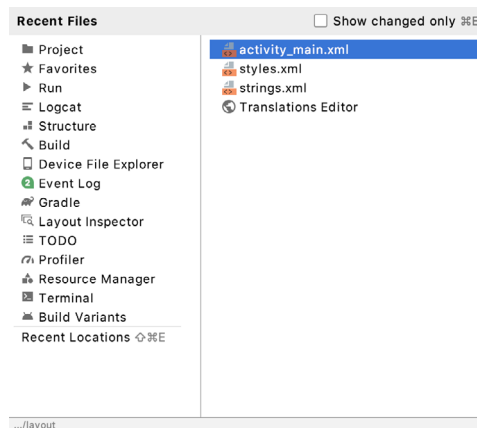 Recent Files
Show changed only ⌘E
Project
Favorites
Run
Logcat
Structure
Build
Device File Explorer
2 Event Log
Gradle
Layout Inspector
TODO
Profiler
Resource Manager
Terminal
Build Variants
Recent Locations ⇧⌘E
activity_main.xml
styles.xml
strings.xml
Translations Editor
.../layout